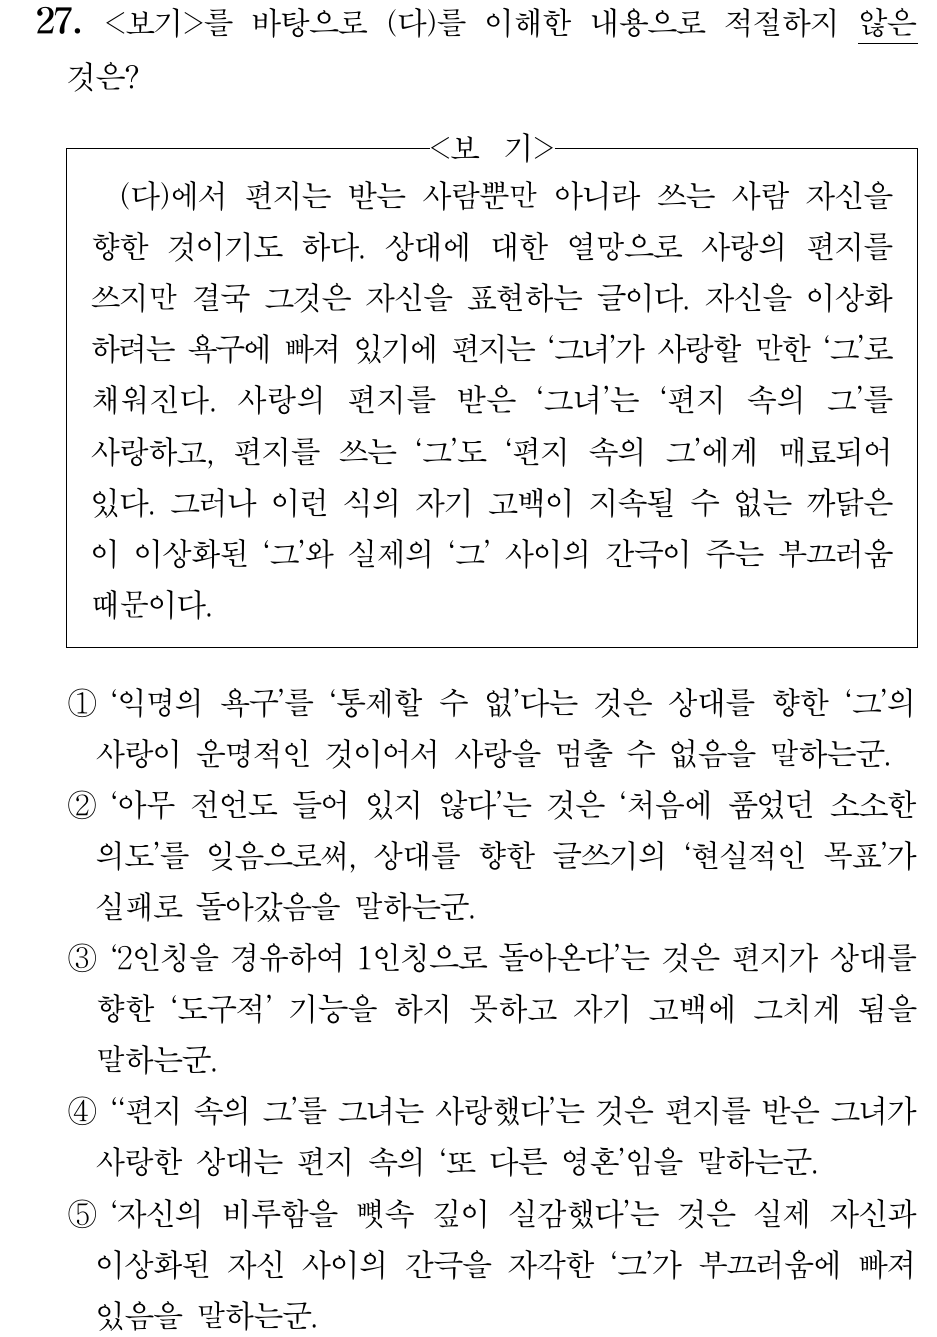 27. <보기>를 바탕으로 (다)를 이해한 내용으로 적절하지 않은
것은?
<보 기>
(다)에서 편지는 받는 사람뿐만 아니라 쓰는 사람 자신을
향한 것이기도 하다. 상대에 대한 열망으로 사랑의 편지를
쓰지만 결국 그것은 자신을 표현하는 글이다. 자신을 이상화
하려는 욕구에 빠져 있기에 편지는 ‘그녀’가 사랑할 만한 ‘그’로
채워진다. 사랑의 편지를 받은 ‘그녀’는 ‘편지 속의 그’를
사랑하고, 편지를 쓰는 ‘그’도 ‘편지 속의 그’에게 매료되어
있다. 그러나 이런 식의 자기 고백이 지속될 수 없는 까닭은
이 이상화된 ‘그’와 실제의 ‘그’ 사이의 간극이 주는 부끄러움
때문이다.
① ‘익명의 욕구’를 ‘통제할 수 없’다는 것은 상대를 향한 ‘그’의
사랑이 운명적인 것이어서 사랑을 멈출 수 없음을 말하는군.
② ‘아무 전언도 들어 있지 않다’는 것은 ‘처음에 품었던 소소한
의도’를 잊음으로써, 상대를 향한 글쓰기의 ‘현실적인 목표’가
실패로 돌아갔음을 말하는군.
③ ‘2인칭을 경유하여 1인칭으로 돌아온다’는 것은 편지가 상대를
향한 ‘도구적’ 기능을 하지 못하고 자기 고백에 그치게 됨을
말하는군.
④ ‘‘편지 속의 그’를 그녀는 사랑했다’는 것은 편지를 받은 그녀가
사랑한 상대는 편지 속의 ‘또 다른 영혼’임을 말하는군.
⑤ ‘자신의 비루함을 뼛속 깊이 실감했다’는 것은 실제 자신과
이상화된 자신 사이의 간극을 자각한 ‘그’가 부끄러움에 빠져
있음을 말하는군.